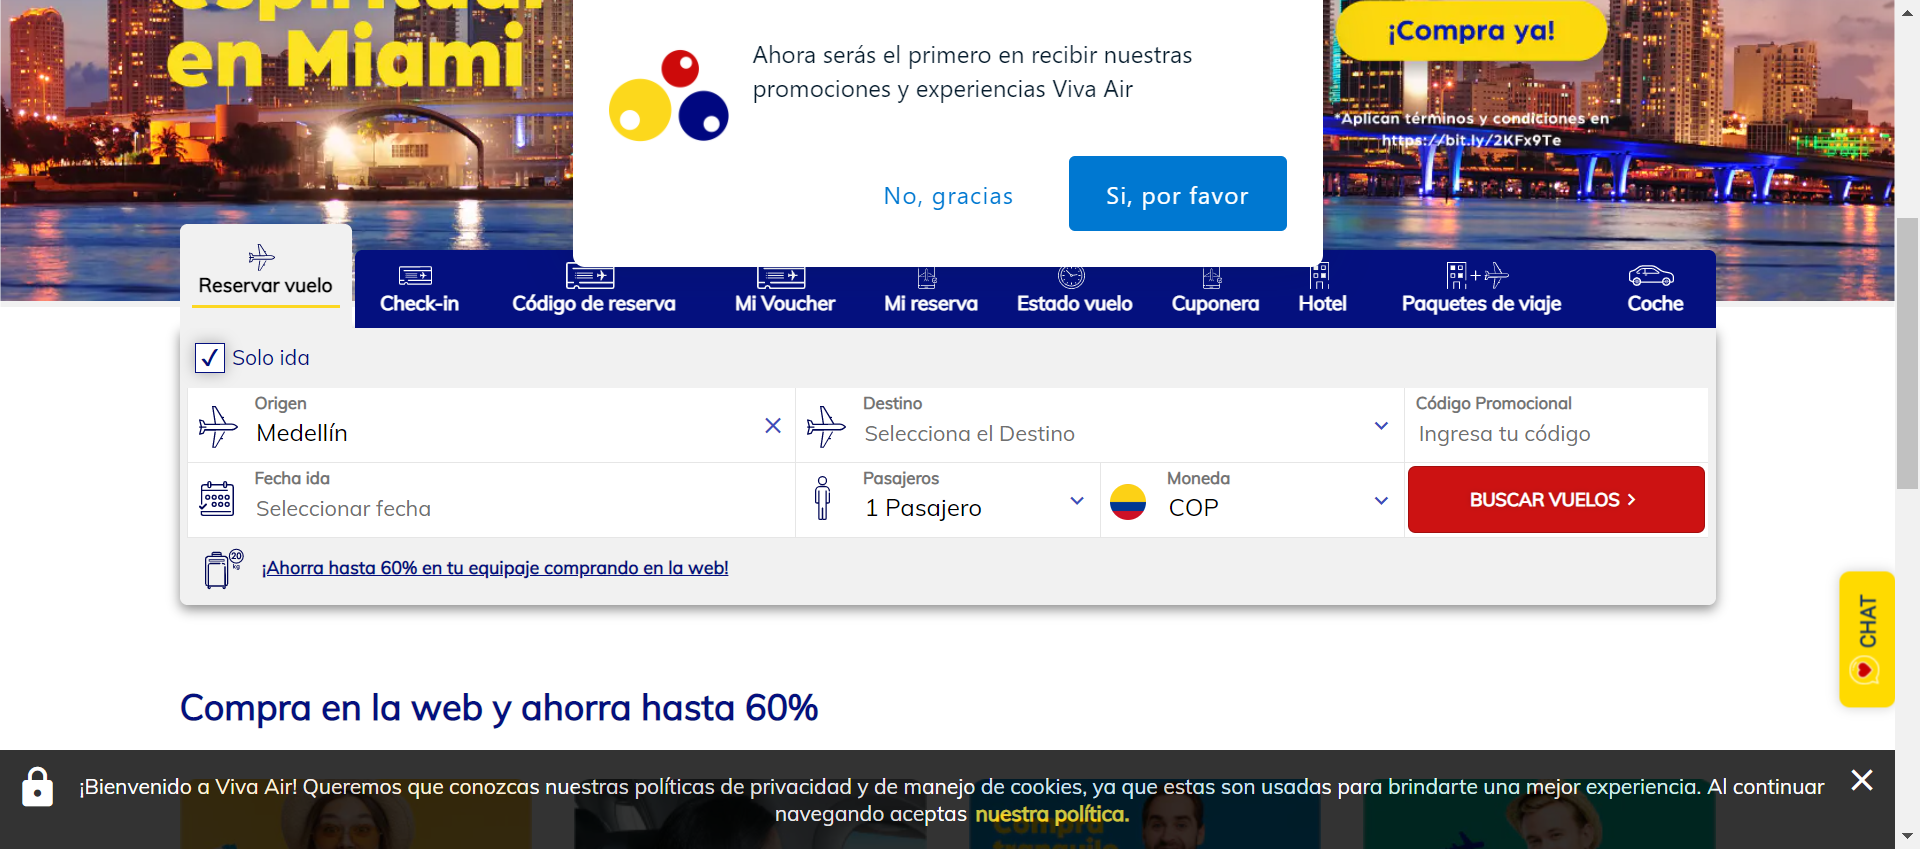 espiritual
en Miami
Ahora serás el primero en recibir nuestras
promociones y experiencias Viva Air
No, gracias
Si, por favor
¡Compra ya!
*Aplican términos y condiciones en
https://bit.ly/2KFx9Te
Reservar vuelo
Check-in
Código de reserva
Mi Voucher
Mi reserva
Estado vuelo
Cuponera
Hotel
Paquetes de viaje
Coche
Solo ida
Origen
Medellín
Destino
Selecciona el Destino
Código Promocional
Ingresa tu código
Fecha ida
Seleccionar fecha
Pasajeros
1 Pasajero
Moneda
COP
BUSCAR VUELOS
20
kg
¡Ahorra hasta 60% en tu equipaje comprando en la web!
CHAT
Compra en la web y ahorra hasta 60%
¡Bienvenido a Viva Air! Queremos que conozcas nuestras políticas de privacidad y de manejo de cookies, ya que estas son usadas para brindarte una mejor experiencia. Al continuar
navegando aceptas nuestra política.
Compra
tranquilo